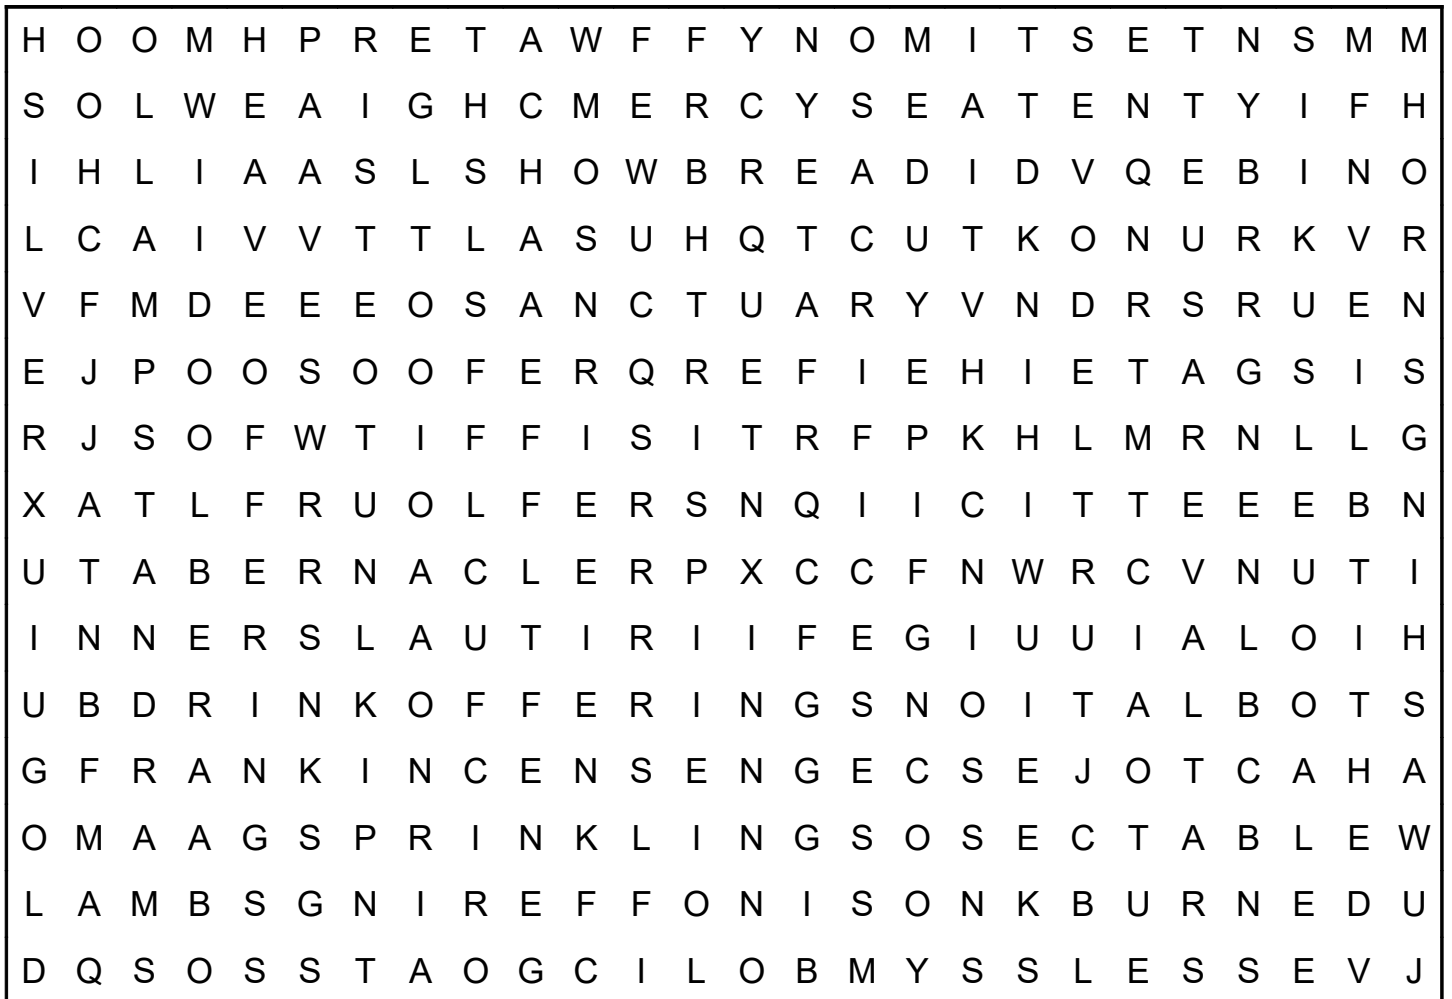 H O O M H P R E T A W F F Y N O M I T S E T N S M M
S O L W E A I G H C M E R C Y S E A T E N T Y I F H
I H L I A A S L S H O W B R E A D I D V Q E B I N O
L C A I V V T T L A S U H Q T C U T K O N U R K V R
V F M D E E E O S A N C T U A R Y V N D R S R U E N
E J P O O S O O F E R Q R E F I E H I E T A G S I S
R J S O F W T I F F I S I T R F P K H L M R N L L G
X A T L F R U O L F E R S N Q I I C I T T E E E B N
U T A B E R N A C L E R P X C C F N W R C V N U T I
I N N E R S L A U T I R I I F E G I U U I A L O I H
U B D R I N K O F F E R I N G S N O I T A L B O T S
G F R A N K I N C E N S E N G E C S E J O T C A H A
O M A A G S P R I N K L I N G S O S E C T A B L E W
L A M B S G N I R E F F O N I S O N K B U R N E D U
D Q S O S S T A O G C I L O B M Y S S L E S S E V J